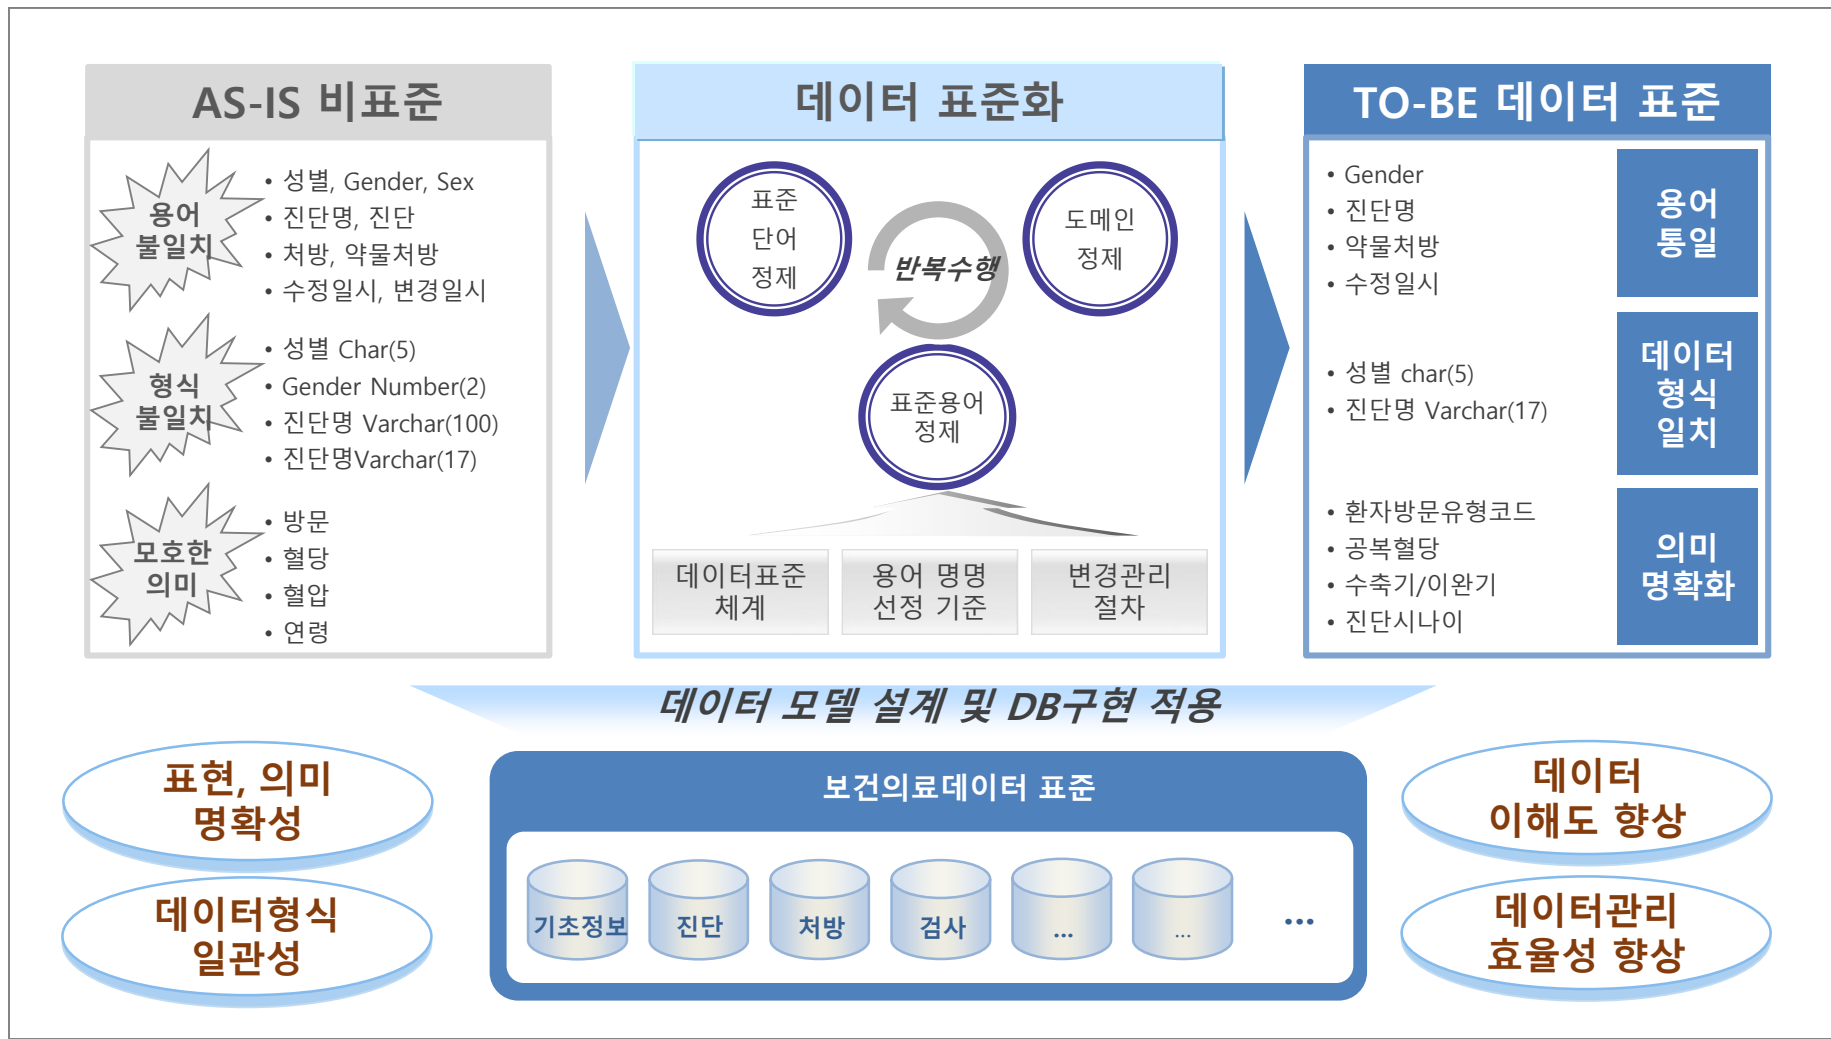 AS-IS 비표준
용어
불일치
• 성별, Gender, Sex
• 진단명, 진단
• 처방, 약물처방
• 수정일시, 변경일시
형식
불일치
• 성별 Char(5)
• Gender Number(2)
• 진단명 Varchar(100)
• 진단명Varchar(17)
모호한
의미
• 방문
• 혈당
• 혈압
• 연령
데이터 표준화
표준
단어
정제
반복수행
도메인
정제
표준용어
정제
데이터표준
체계
용어 명명
선정 기준
변경관리
절차
TO-BE 데이터 표준
• Gender
• 진단명
• 약물처방
• 수정일시
용어
통일
• 성별 char(5)
• 진단명 Varchar(17)
데이터
형식
일치
• 환자방문유형코드
• 공복혈당
• 수축기/이완기
• 진단시나이
의미
명확화
데이터 모델 설계 및 DB구현 적용
표현, 의미
명확성
데이터형식
일관성
보건의료데이터 표준
기초정보
진단
처방
검사
...
...
...
데이터
이해도 향상
데이터관리
효율성 향상